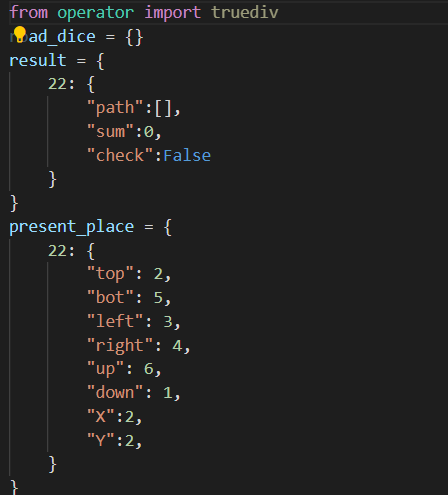 from operator import truediv
ad_dice = {}
result = {
    22: {
        "path":[],
        "sum":0,
        "check":False
    }
}
present_place = {
    22: {
        "top": 2,
        "bot": 5,
        "left": 3,
        "right": 4,
        "up": 6,
        "down": 1,
        "X":2,
        "Y":2,
    }
}